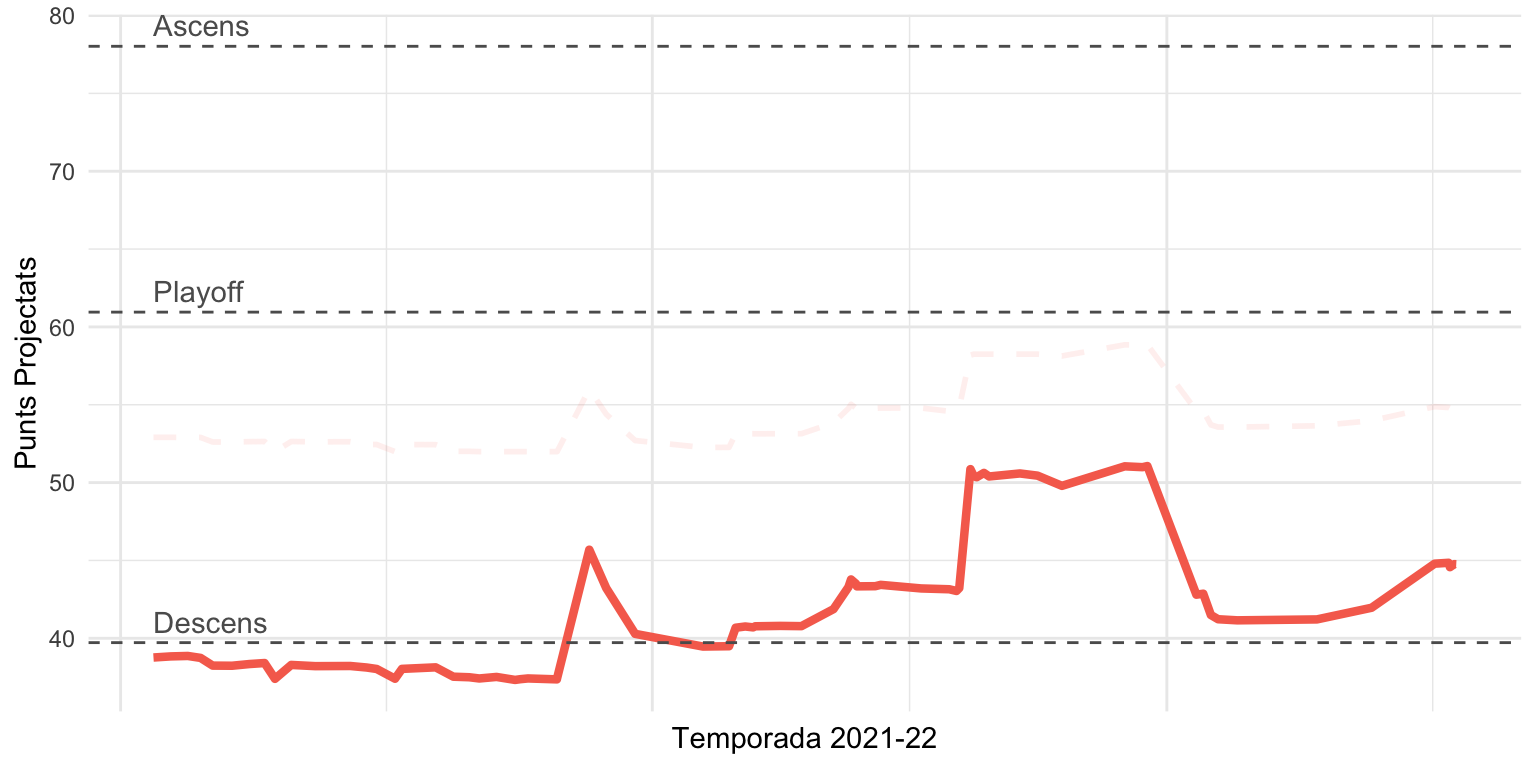 80
Ascens
70
Playoff
60
50
Descens
40
Punts Projectats
Temporada 2021-22